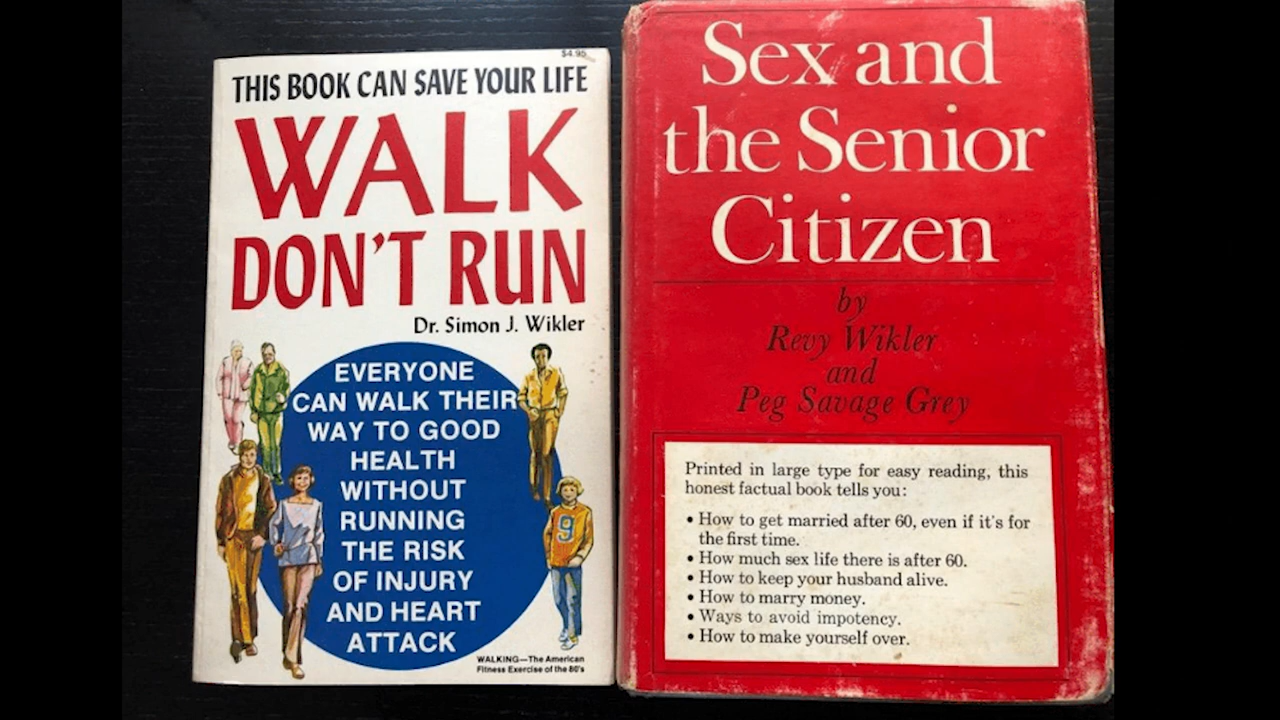 $4.95
THIS BOOK CAN SAVE YOUR LIFE
WALK
DON'T RUN
Dr. Simon J. Wikler
EVERYONE
CAN WALK THEIR
WAY TO GOOD
HEALTH
WITHOUT
RUNNING
THE RISK
OF INJURY
AND HEART
ATTACK
9
WALKING—The American
Fitness Exercise of the 80's
Sex and
the Senior
Citizen
by
Revy Wikler
and
Peg Savage Grey
Printed in large type for easy reading, this
honest factual book tells you:
• How to get married after 60, even if it's for
the first time.
• How much sex life there is after 60.
• How to keep your husband alive.
• How to marry money.
• Ways to avoid impotency.
• How to make yourself over.